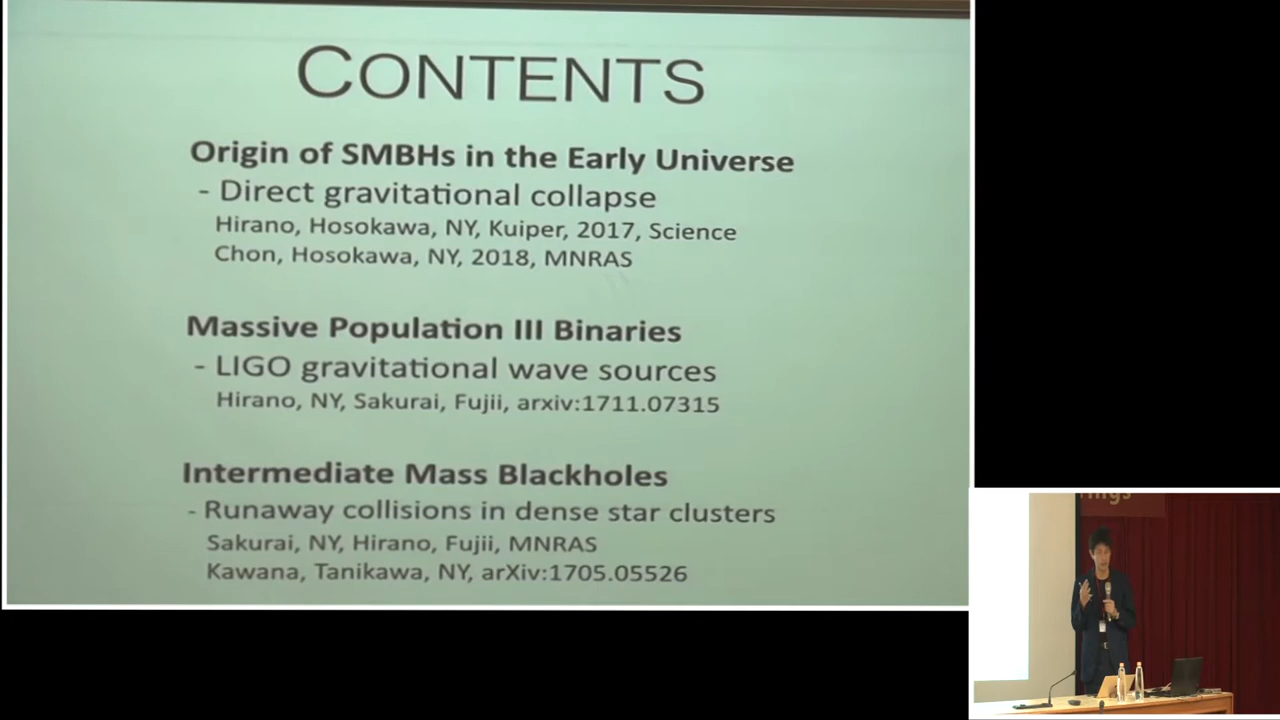 CONTENTS
Origin of SMBHs in the Early Universe
- Direct gravitational collapse
Hirano, Hosokawa, NY, Kuiper, 2017, Science
Chon, Hosokawa, NY, 2018, MNRAS
Massive Population III Binaries
- LIGO gravitational wave sources
Hirano, NY, Sakurai, Fujii, arxiv:1711.07315
Intermediate Mass Blackholes
- Runaway collisions in dense star clusters
Sakurai, NY, Hirano, Fujii, MNRAS
Kawana, Tanikawa, NY, arXiv:1705.05526